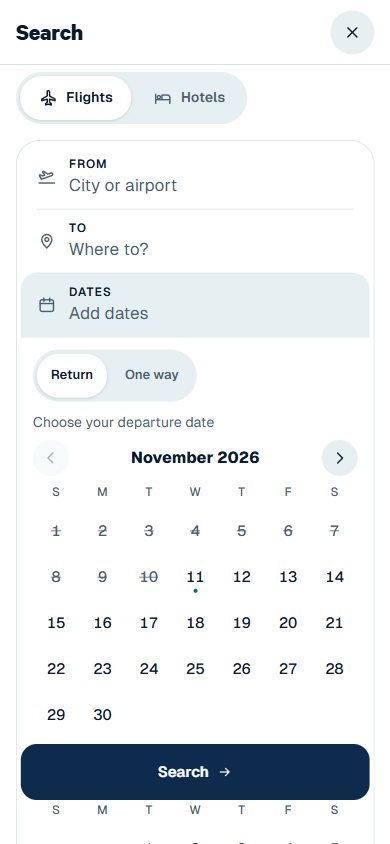 Search
Flights Hotels
FROM
City or airport
TO
Where to?
DATES
Add dates
Return One way
Choose your departure date
November 2026
S M T W T F S
1 2 3 4 5 6 7
8 9 10 11 12 13 14
15 16 17 18 19 20 21
22 23 24 25 26 27 28
29 30
Search
S M T W T F S